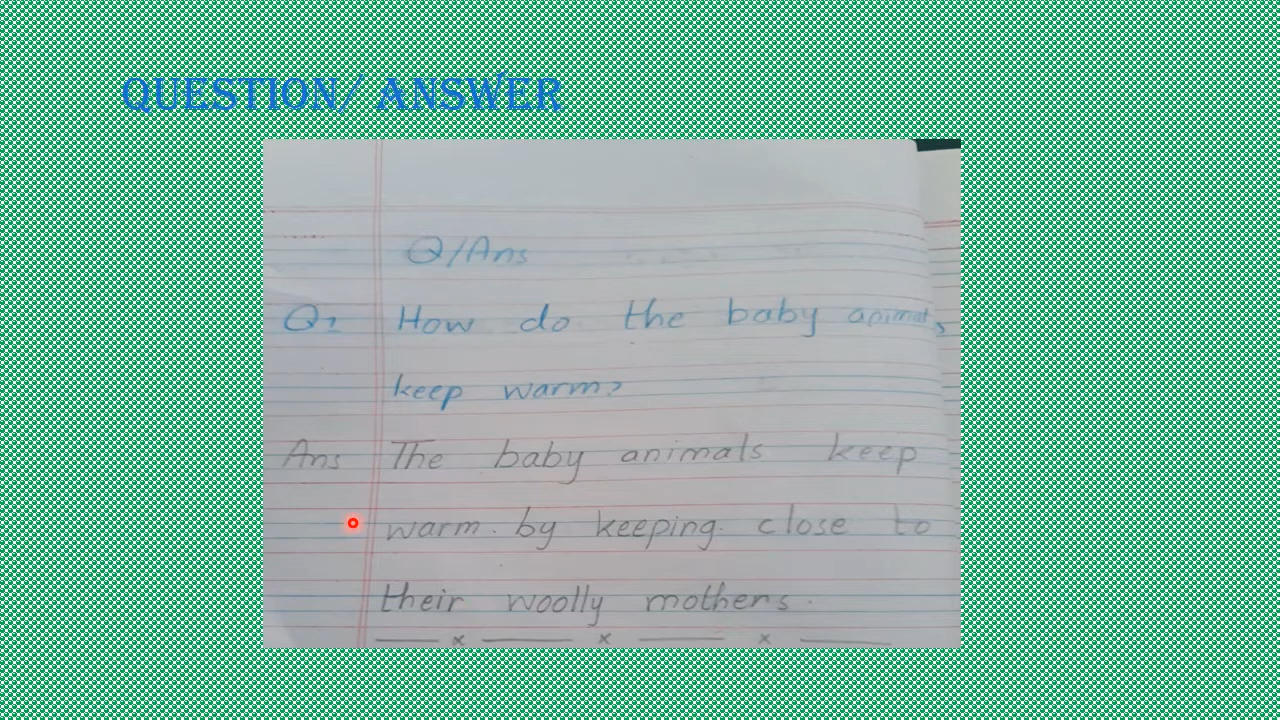 QUESTION/ ANSWER
Q/Ans
Q1 How do the baby animals
keep warm?
Ans The baby animals keep
warm. by keeping. close to
their woolly mothers.